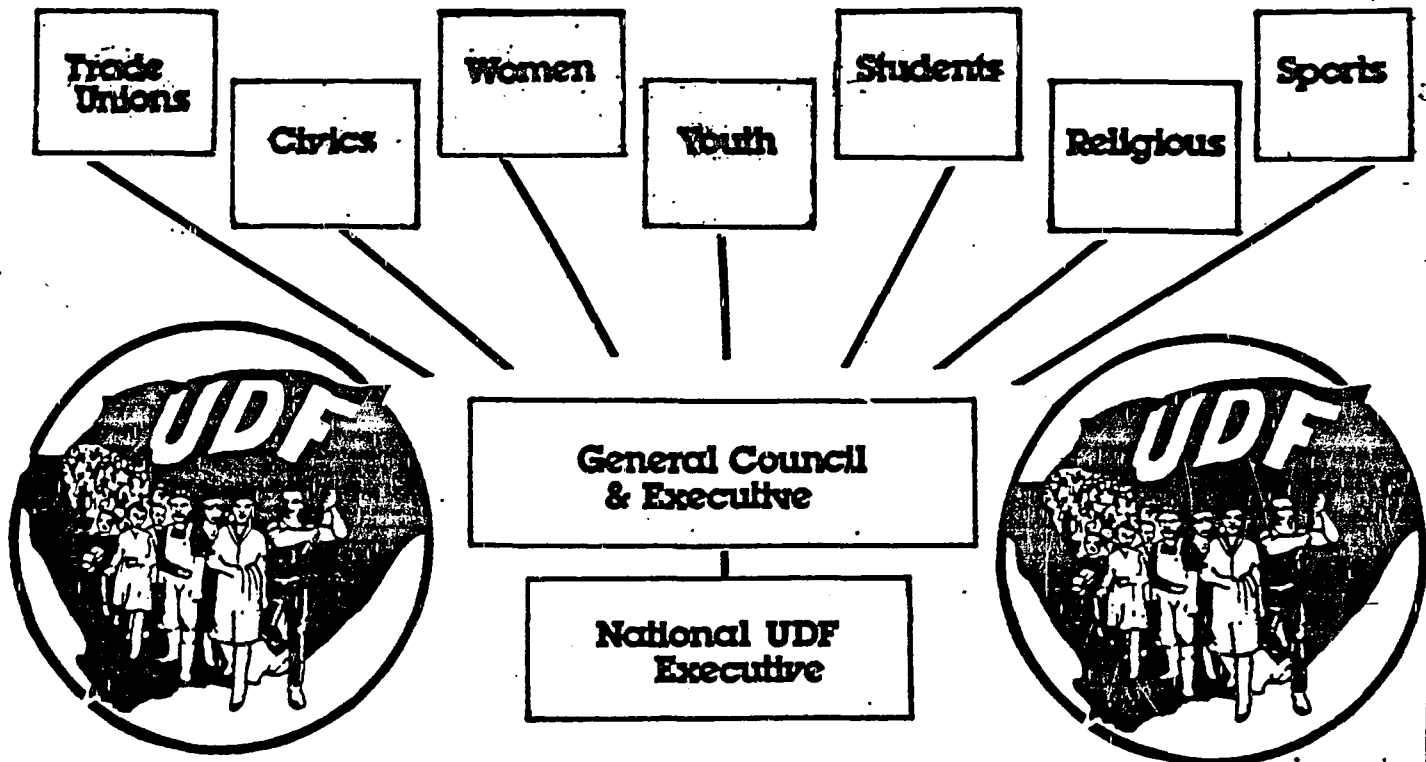 Trade
Unions
Civics
Women
Youth
Students
Religious
Sports
UDF
UDF
General Council
& Executive
National UDF
Executive